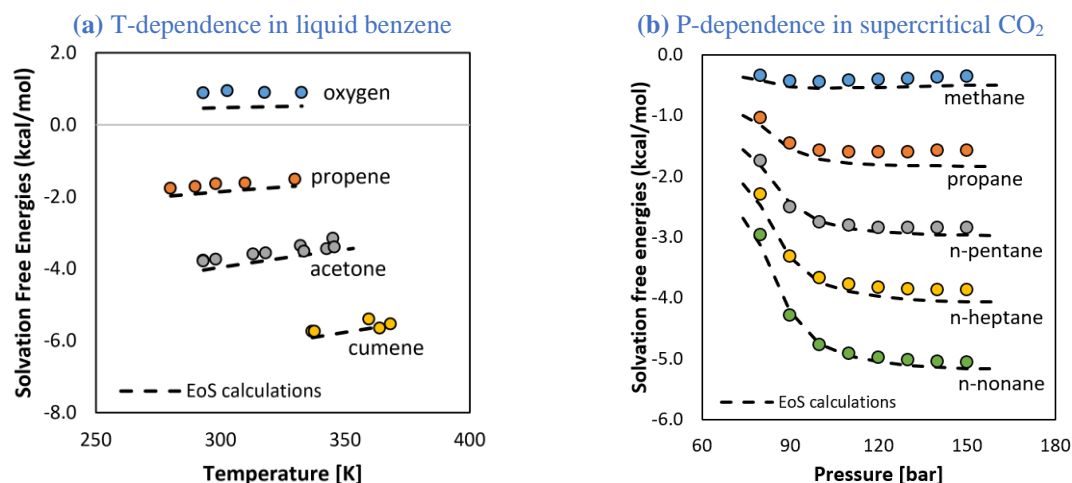 (a) T-dependence in liquid benzene
Solvation Free Energies (kcal/mol)
2.0
0.0
-2.0
-4.0
-6.0
-8.0
oxygen
propene
acetone
cumene
EoS calculations
250
300
350
400
Temperature [K]
(b) P-dependence in supercritical CO₂
Solvation free energies (kcal/mol)
0.0
-1.0
-2.0
-3.0
-4.0
-5.0
-6.0
methane
propane
n-pentane
n-heptane
n-nonane
EoS calculations
60
90
120
150
180
Pressure [bar]